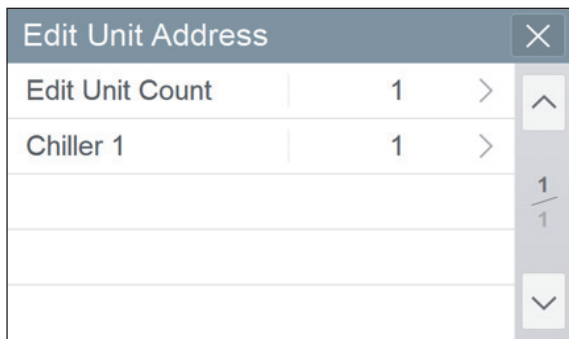 Edit Unit Address
Edit Unit Count 1
Chiller 1 1
1
1